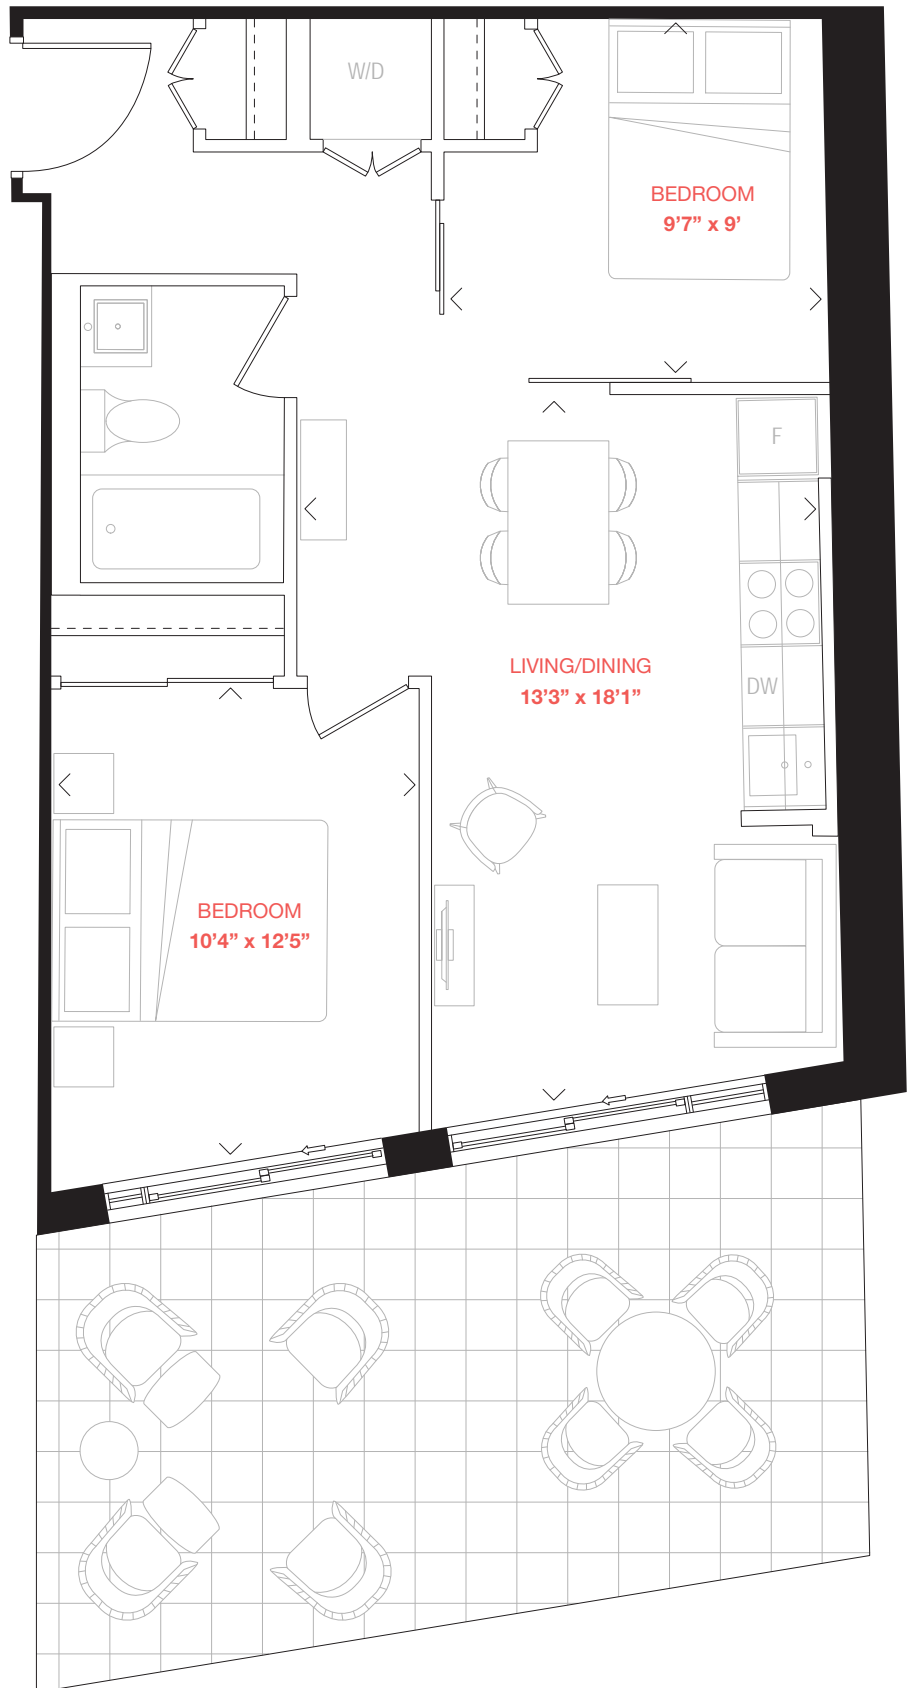 W/D
BEDROOM
9’7” x 9’
F
LIVING/DINING
13’3” x 18’1”
DW
BEDROOM
10’4” x 12’5”